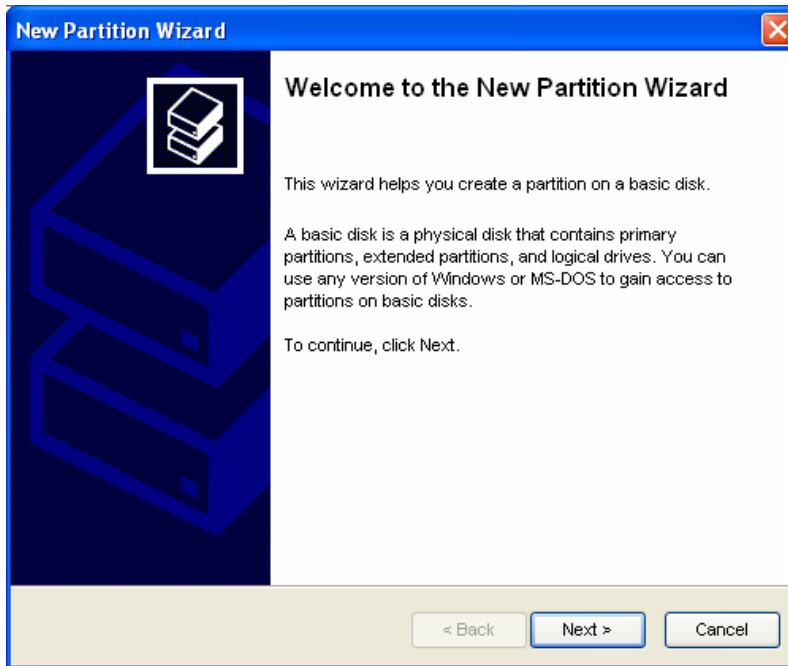 New Partition Wizard
Welcome to the New Partition Wizard
This wizard helps you create a partition on a basic disk.
A basic disk is a physical disk that contains primary
partitions, extended partitions, and logical drives. You can
use any version of Windows or MS-DOS to gain access to
partitions on basic disks.
To continue, click Next.
< Back Next > Cancel